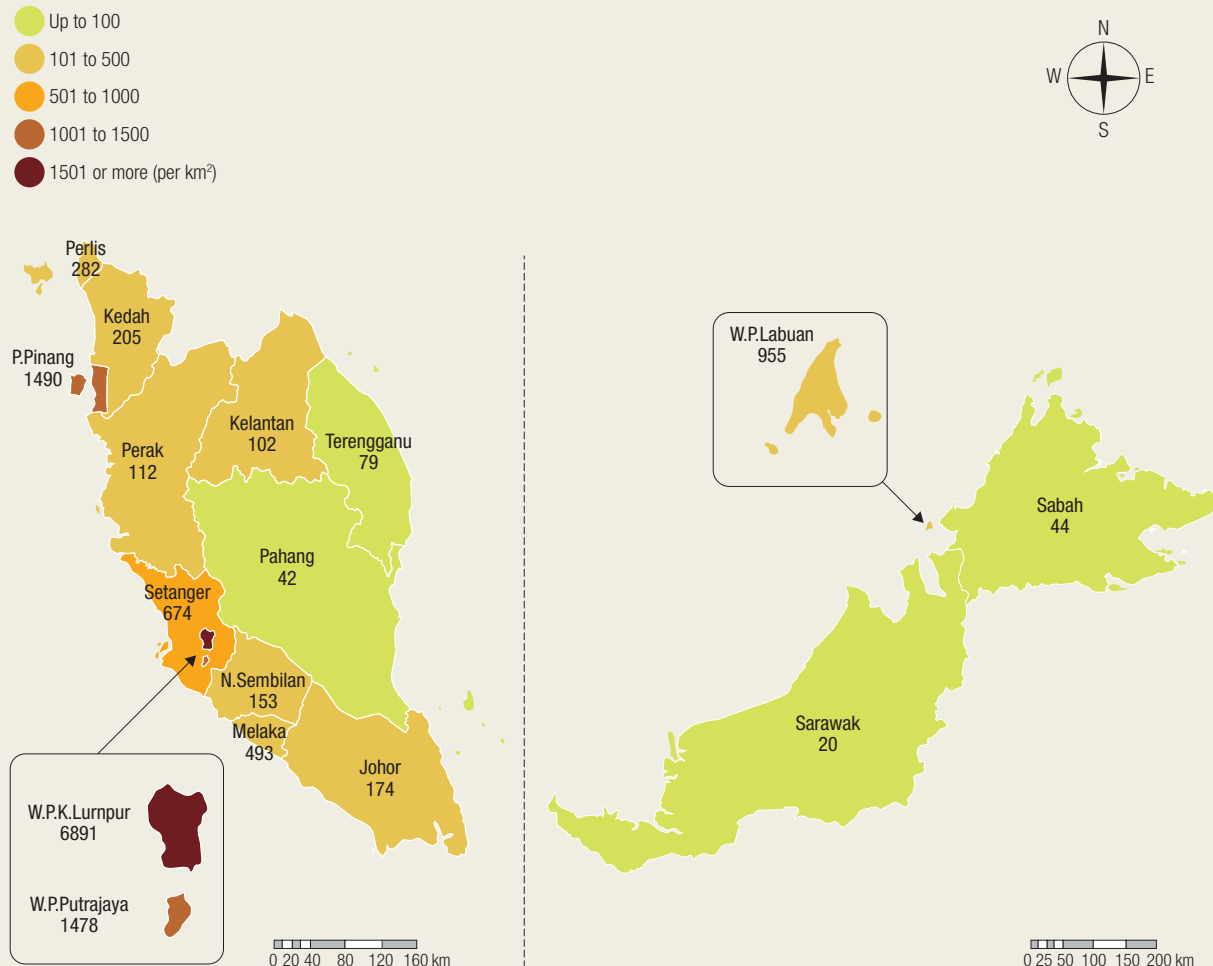 Up to 100
101 to 500
501 to 1000
1001 to 1500
1501 or more (per km²)
N
W
E
S
Perlis
282
Kedah
205
P.Pinang
1490
Kelantan
102
Perak
112
Terengganu
79
Pahang
42
Setanger
674
N.Sembilan
153
Melaka
493
Johor
174
W.P.K.Lurnpur
6891
W.P.Putrajaya
1478
0 20 40 80 120 160 km
W.P.Labuan
955
Sabah
44
Sarawak
20
0 25 50 100 150 200 km